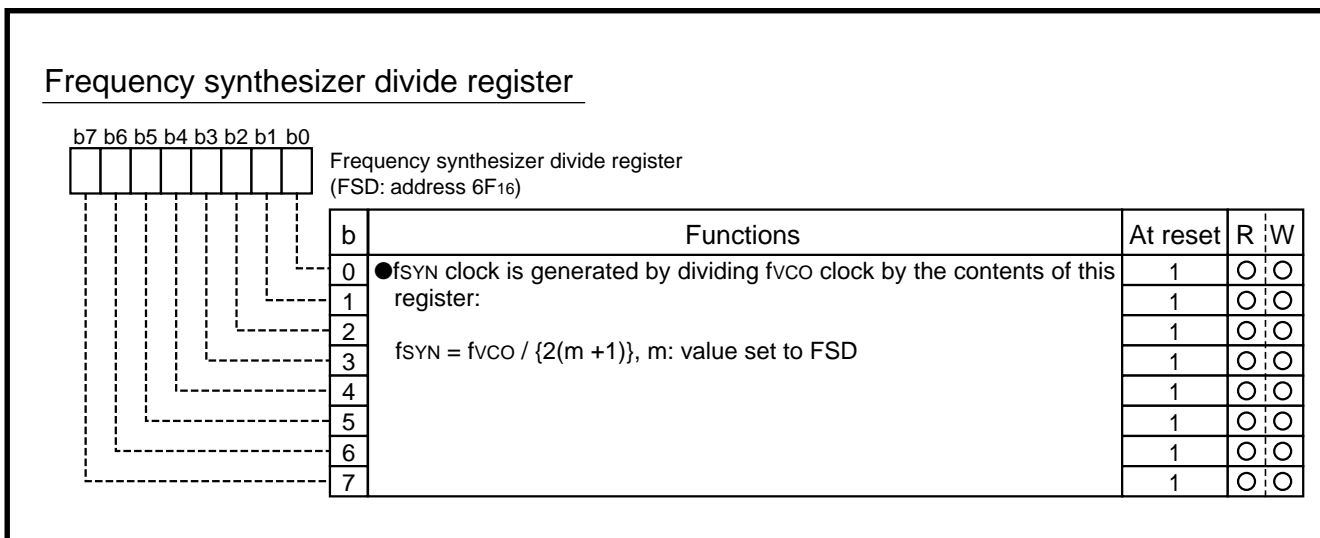 Frequency synthesizer divide register
b7 b6 b5 b4 b3 b2 b1 b0
Frequency synthesizer divide register
(FSD: address 6F16)
b Functions At reset R W
0 ●fSYN clock is generated by dividing fVCO clock by the contents of this 1 O O
1 register: 1 O O
2 1 O O
3 fSYN = fVCO / {2(m +1)}, m: value set to FSD 1 O O
4 1 O O
5 1 O O
6 1 O O
7 1 O O